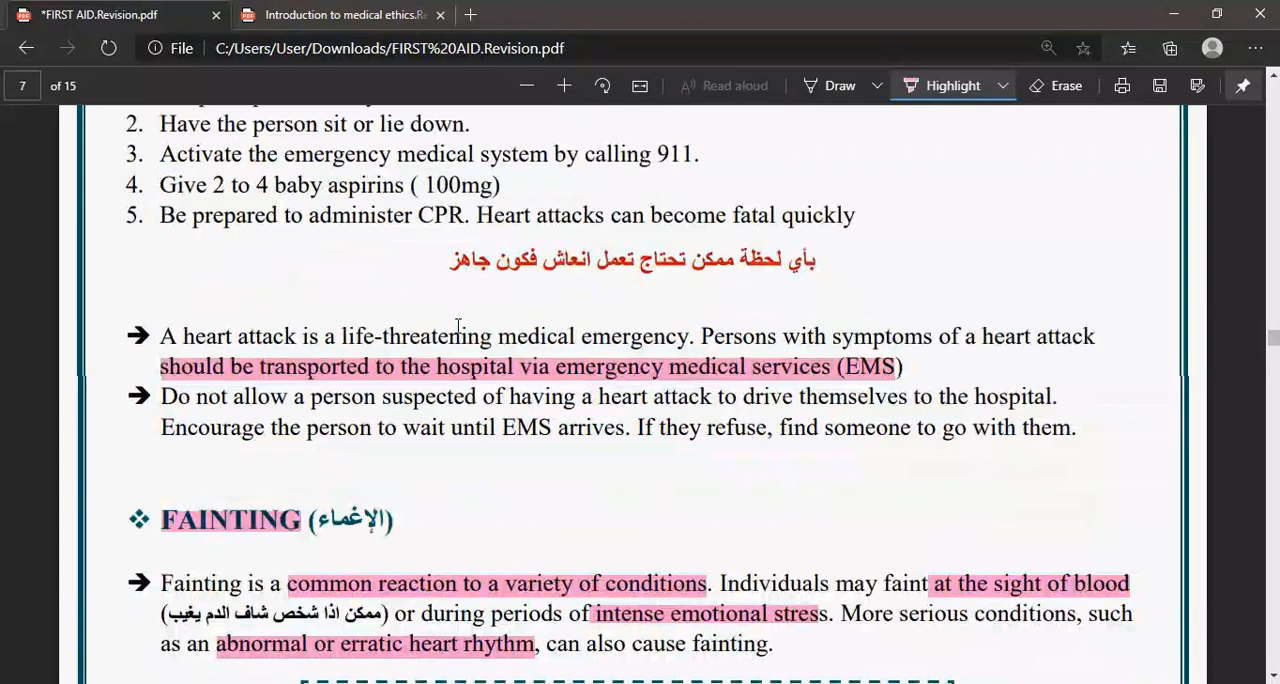 *FIRST AID.Revision.pdf
Introduction to medical ethics.Re
File
C:/Users/User/Downloads/FIRST%20AID.Revision.pdf
7 of 15
Read aloud
Draw
Highlight
Erase
2. Have the person sit or lie down.
3. Activate the emergency medical system by calling 911.
4. Give 2 to 4 baby aspirins ( 100mg)
5. Be prepared to administer CPR. Heart attacks can become fatal quickly
بأي لحظة ممكن تحتاج تعمل انعاش فكون جاهز
➔ A heart attack is a life-threatening medical emergency. Persons with symptoms of a heart attack
should be transported to the hospital via emergency medical services (EMS)
➔ Do not allow a person suspected of having a heart attack to drive themselves to the hospital.
Encourage the person to wait until EMS arrives. If they refuse, find someone to go with them.
❖ FAINTING (الإغماء)
➔ Fainting is a common reaction to a variety of conditions. Individuals may faint at the sight of blood
(ممكن اذا شخص شاف الدم يغيب) or during periods of intense emotional stress. More serious conditions, such
as an abnormal or erratic heart rhythm, can also cause fainting.